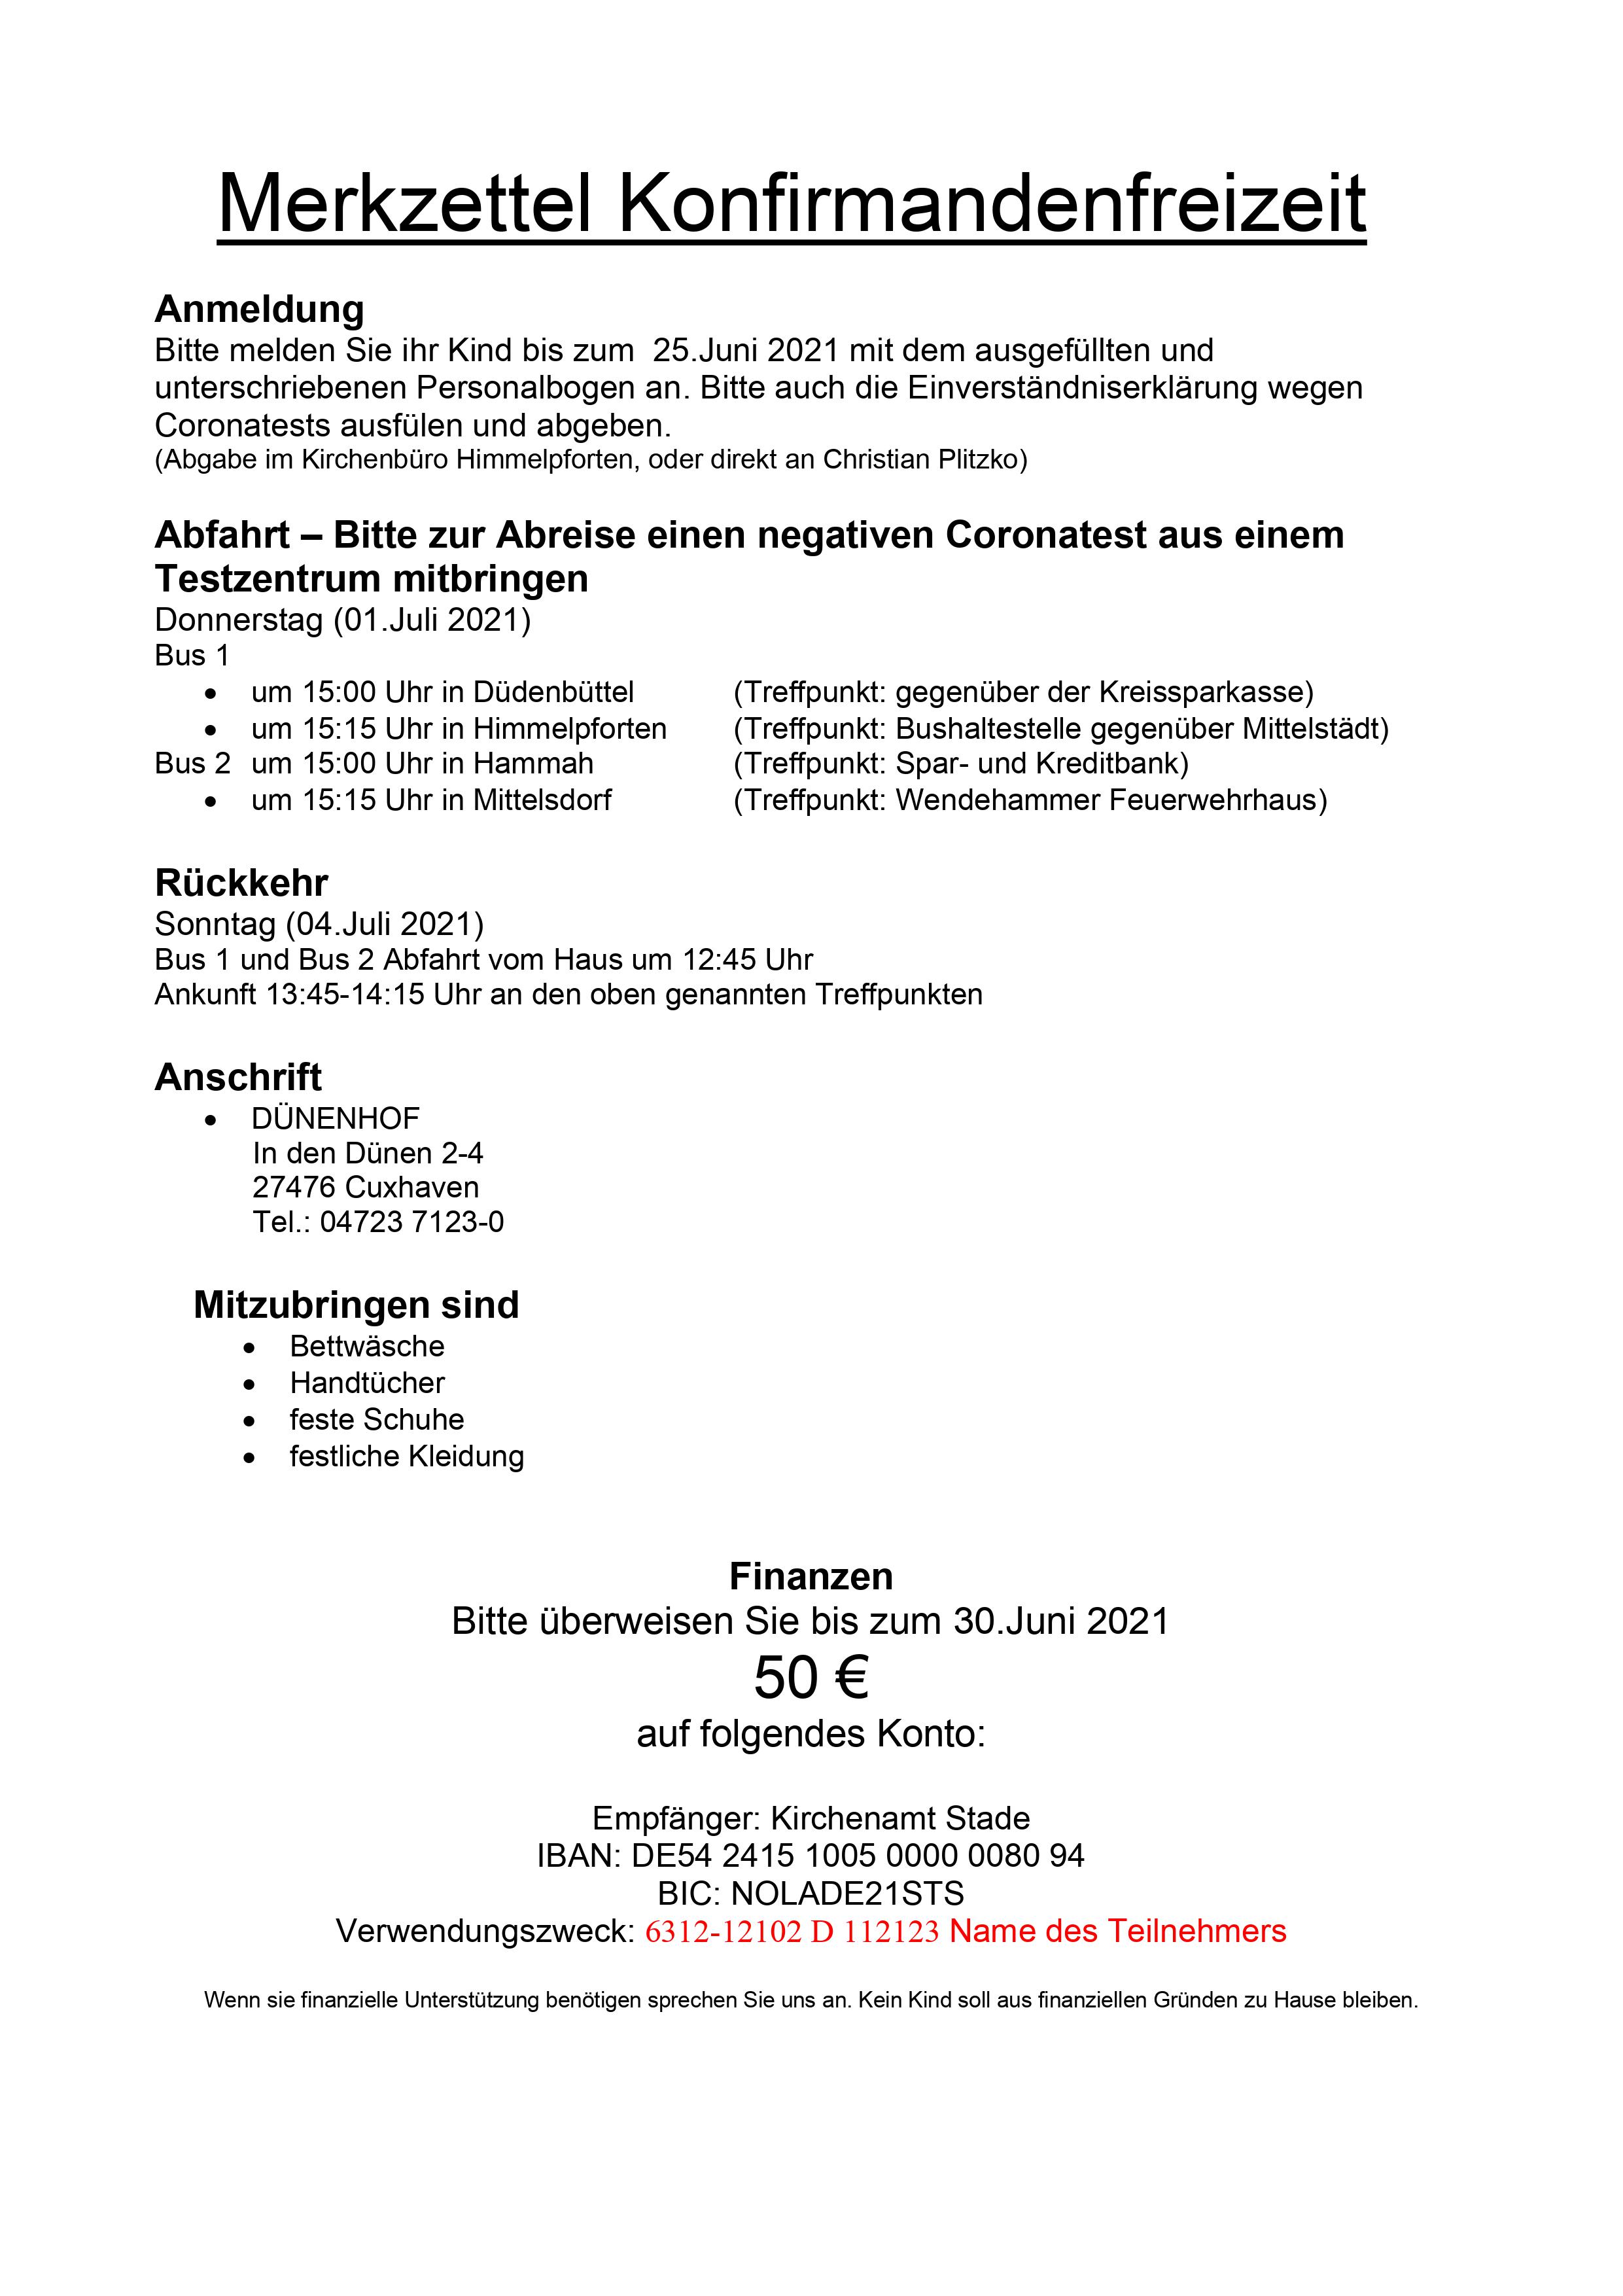 Merkzettel Konfirmandenfreizeit
Anmeldung
Bitte melden Sie ihr Kind bis zum  25.Juni 2021 mit dem ausgefüllten und
unterschriebenen Personalbogen an. Bitte auch die Einverständniserklärung wegen
Coronatests ausfülen und abgeben.
(Abgabe im Kirchenbüro Himmelpforten, oder direkt an Christian Plitzko)
Abfahrt – Bitte zur Abreise einen negativen Coronatest aus einem
Testzentrum mitbringen
Donnerstag (01.Juli 2021)
Bus 1
• um 15:00 Uhr in Düdenbüttel (Treffpunkt: gegenüber der Kreissparkasse)
• um 15:15 Uhr in Himmelpforten (Treffpunkt: Bushaltestelle gegenüber Mittelstädt)
Bus 2 um 15:00 Uhr in Hammah (Treffpunkt: Spar- und Kreditbank)
• um 15:15 Uhr in Mittelsdorf (Treffpunkt: Wendehammer Feuerwehrhaus)
Rückkehr
Sonntag (04.Juli 2021)
Bus 1 und Bus 2 Abfahrt vom Haus um 12:45 Uhr
Ankunft 13:45-14:15 Uhr an den oben genannten Treffpunkten
Anschrift
• DÜNENHOF
In den Dünen 2-4
27476 Cuxhaven
Tel.: 04723 7123-0
Mitzubringen sind
• Bettwäsche
• Handtücher
• feste Schuhe
• festliche Kleidung
Finanzen
Bitte überweisen Sie bis zum 30.Juni 2021
50 €
auf folgendes Konto:
Empfänger: Kirchenamt Stade
IBAN: DE54 2415 1005 0000 0080 94
BIC: NOLADE21STS
Verwendungszweck: 6312-12102 D 112123 Name des Teilnehmers
Wenn sie finanzielle Unterstützung benötigen sprechen Sie uns an. Kein Kind soll aus finanziellen Gründen zu Hause bleiben.